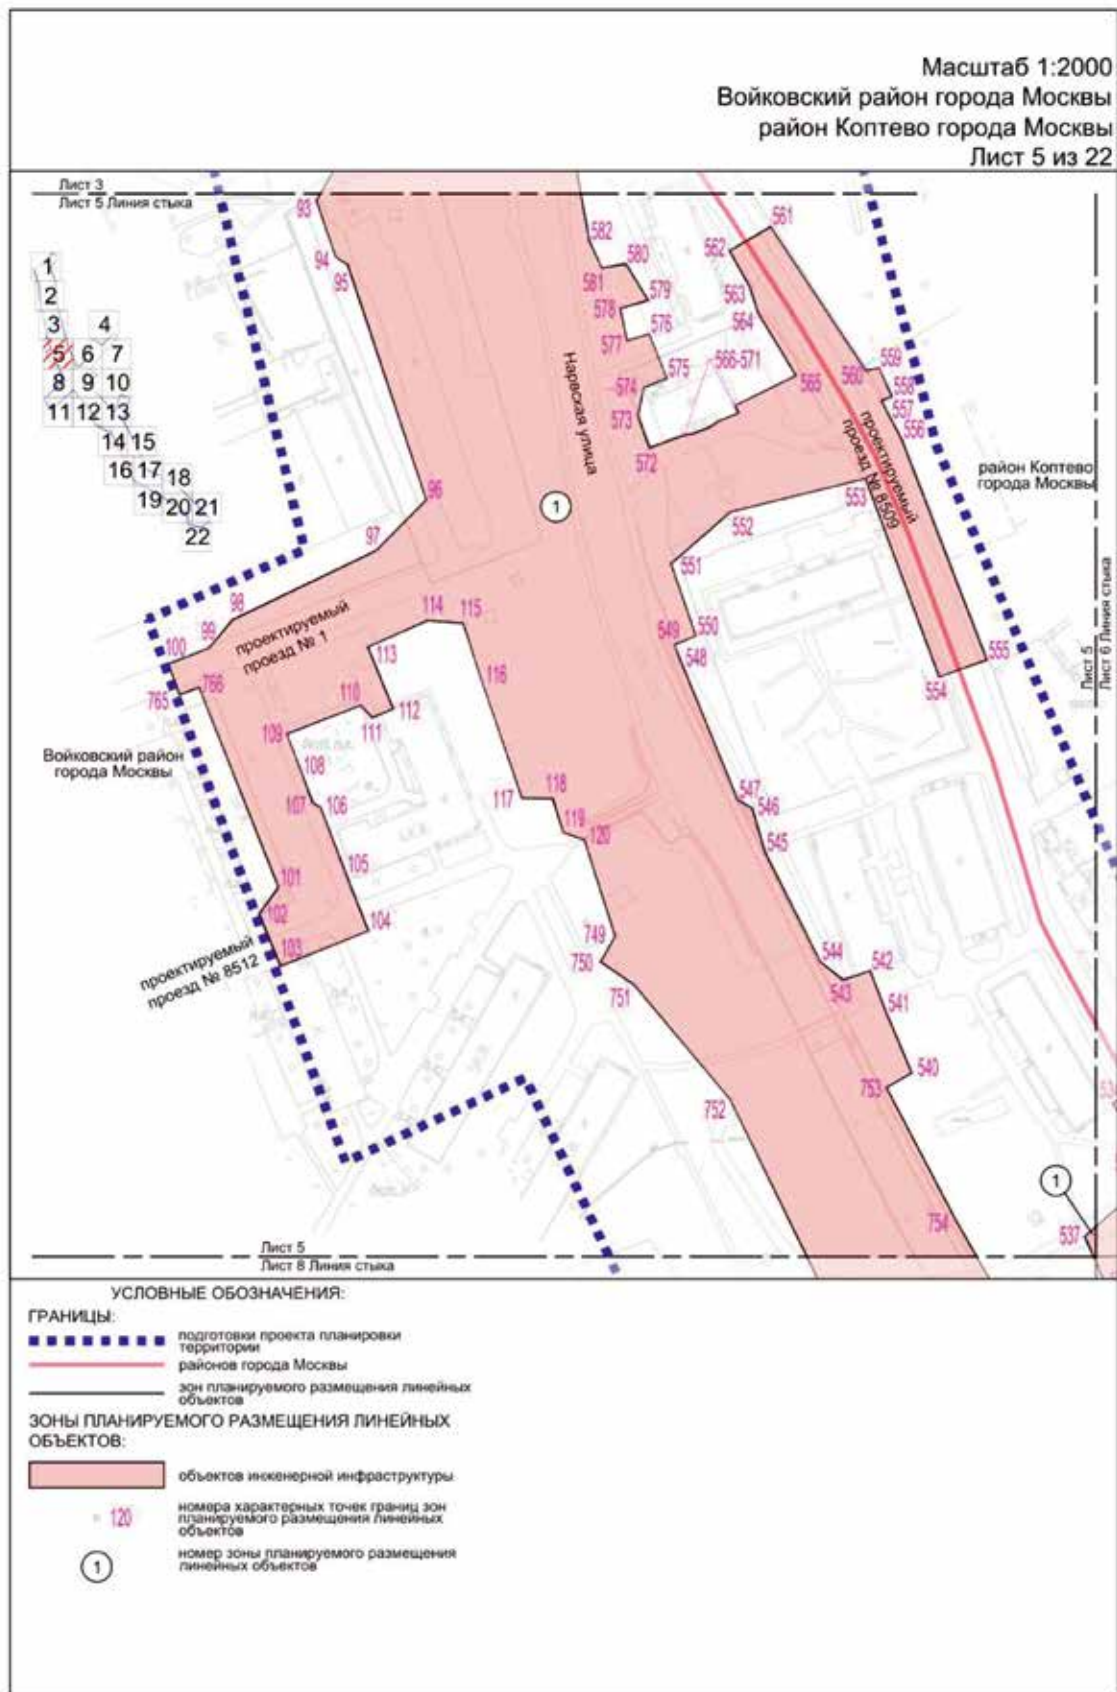 Масштаб 1:2000
Войковский район города Москвы
район Коптево города Москвы
Лист 5 из 22
Лист 3
Лист 5 Линия стыка
1
2
3 4
5 6 7
8 9 10
11 12 13
14 15
16 17 18
19 20 21
22
93
94
95
96
97
98
99
100
765
766
проектируемый
проезд № 1
Войковский район
города Москвы
101
102
103
проектируемый
проезд № 8512
104
105
106
107
108
109
110
111
112
113
114
115
116
117
118
119
120
749
750
751
752
Нарвская улица
1
582
581
580
579
578
577
576
575
574
573
572
566-571
561
562
563
564
565
560
559
558
557
556
проектируемый
проезд № 8509
район Коптево
города Москвы
553
552
551
550
549
548
555
554
547
546
545
544
543
542
541
540
753
754
1
537
Лист 5
Лист 6 Линия стыка
Лист 5
Лист 8 Линия стыка
УСЛОВНЫЕ ОБОЗНАЧЕНИЯ:
ГРАНИЦЫ:
подготовки проекта планировки
территории
районов города Москвы
зон планируемого размещения линейных
объектов
ЗОНЫ ПЛАНИРУЕМОГО РАЗМЕЩЕНИЯ ЛИНЕЙНЫХ
ОБЪЕКТОВ:
объектов инженерной инфраструктуры
120
номера характерных точек границ зон
планируемого размещения линейных
объектов
1
номер зоны планируемого размещения
линейных объектов